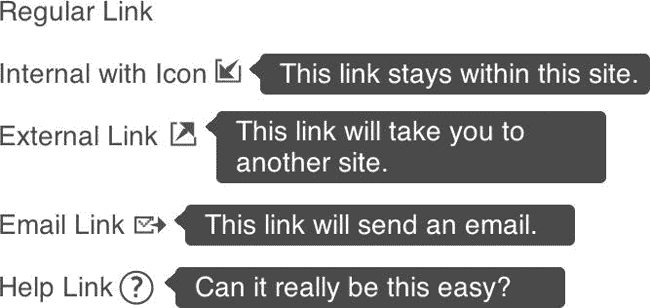 Regular Link
Internal with Icon This link stays within this site.
External Link This link will take you to
another site.
Email Link This link will send an email.
Help Link ? Can it really be this easy?